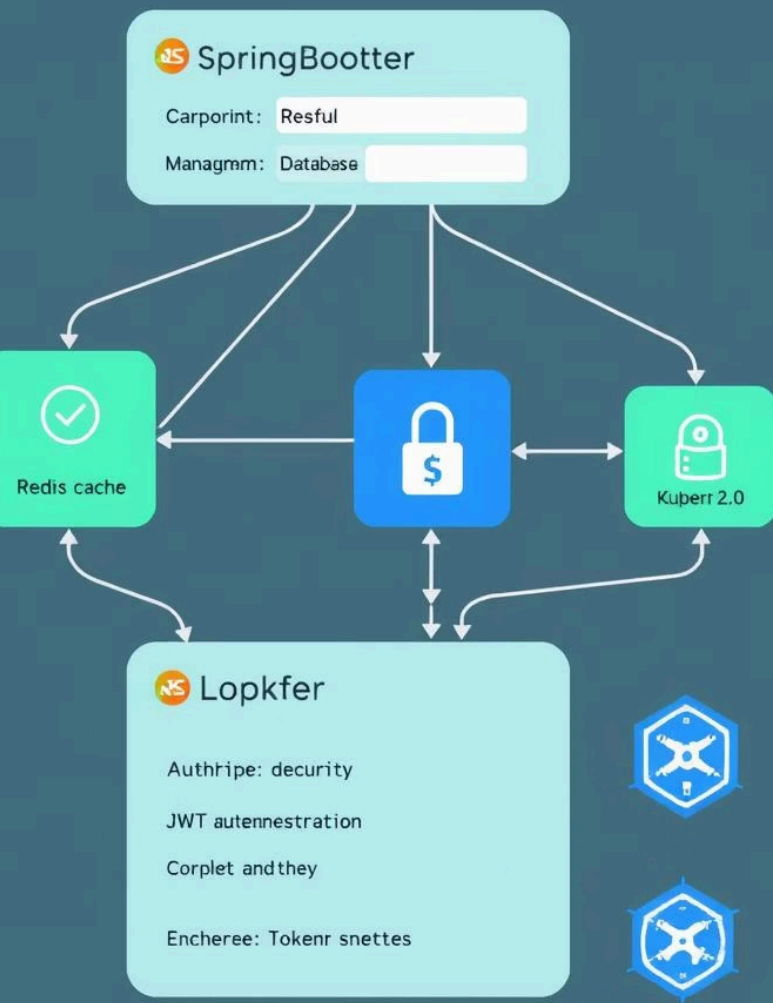 SpringBootter
Carporint: Resful
Managmm: Database
Redis cache
$
Kuberr 2.0
Lopkfer
Authripe: decurity
JWT autennestration
Corplet andthey
Encheree: Tokenr snettes